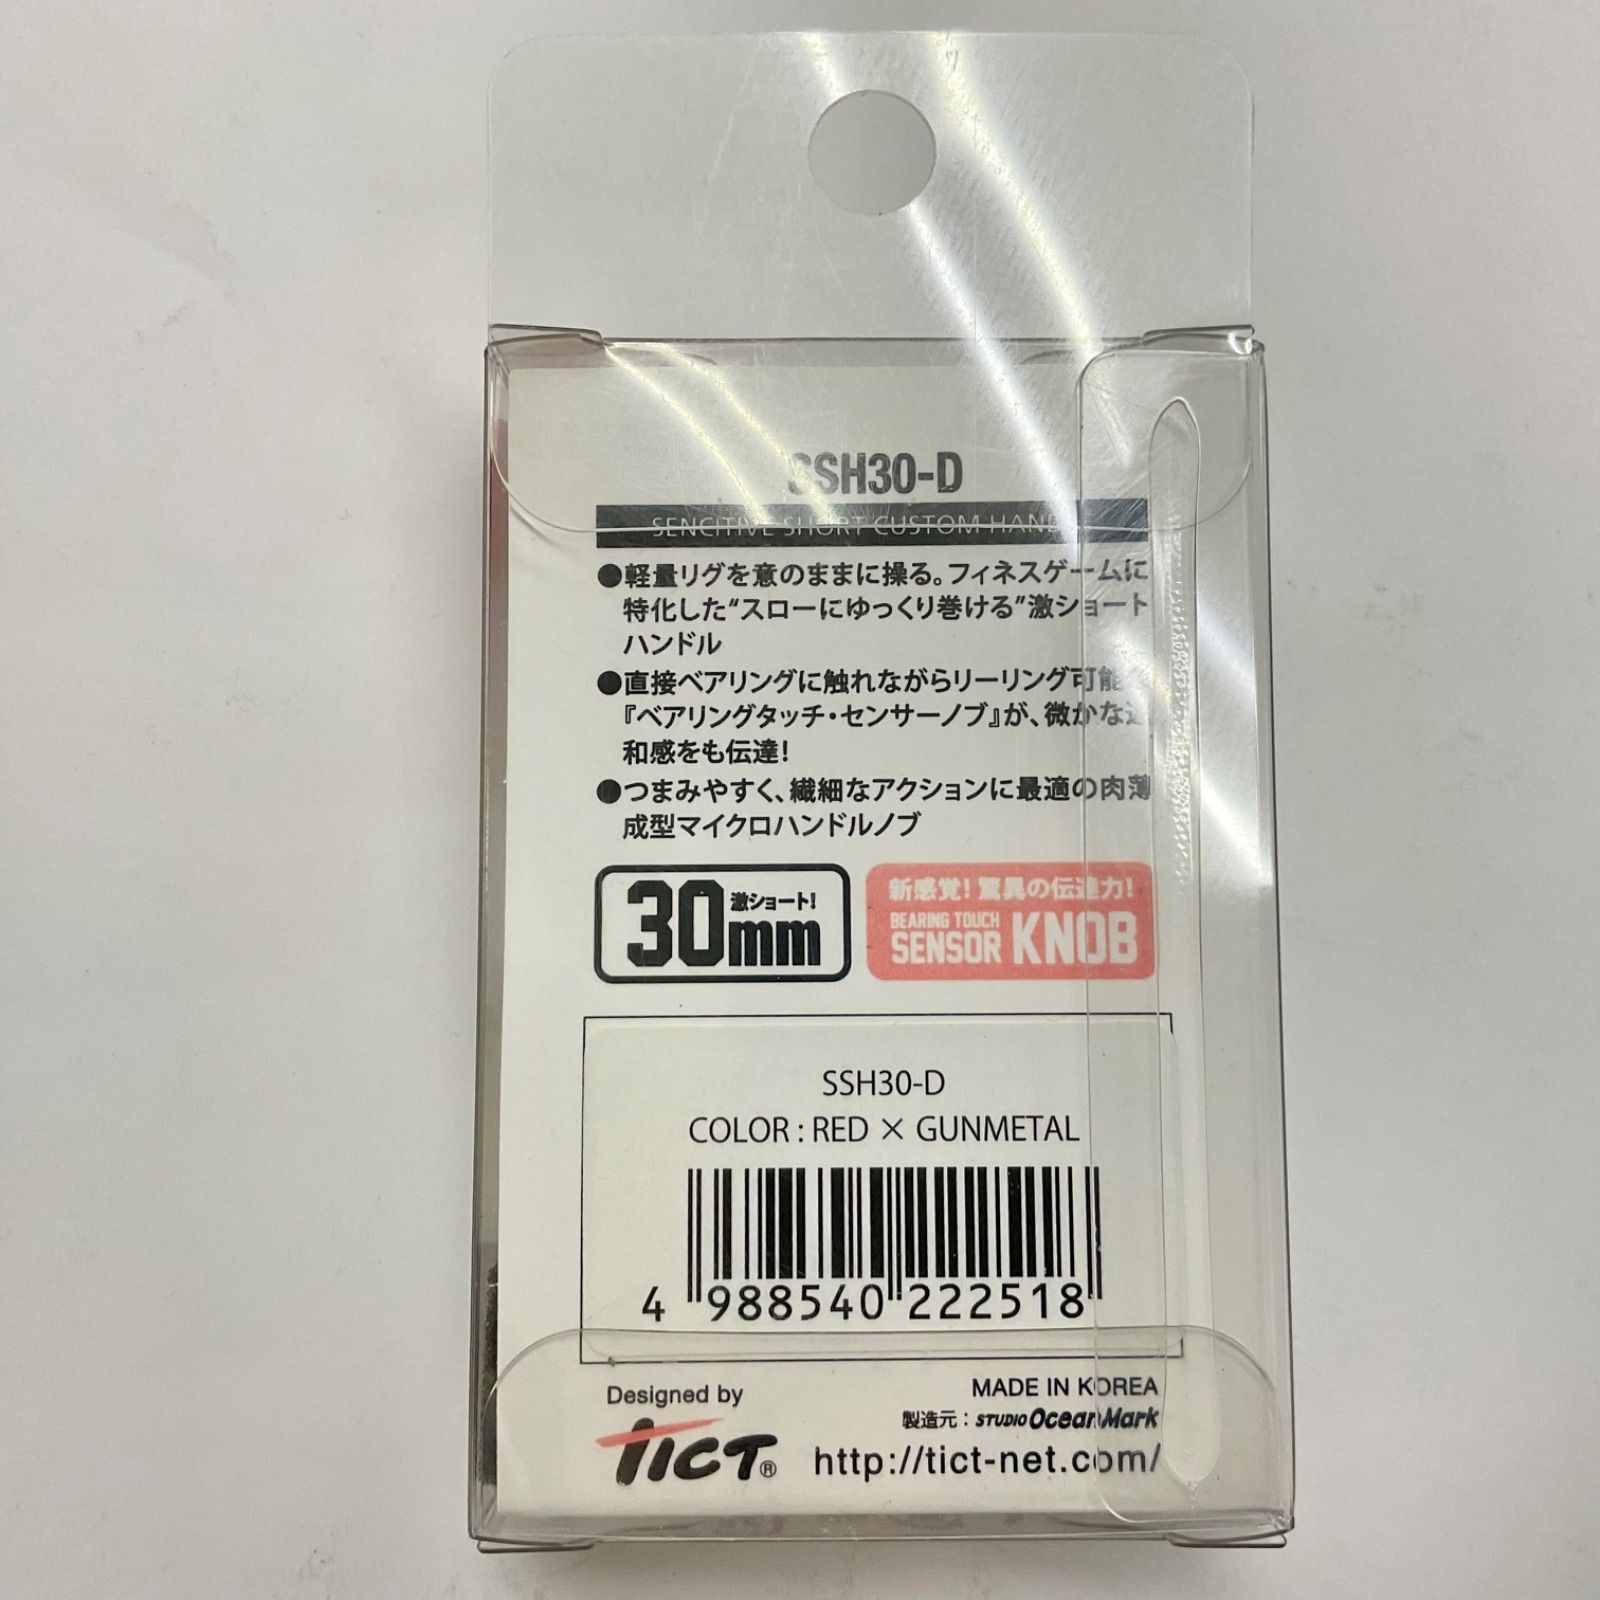 SSH30-D
SENCITIVE SHORT CUSTOM
●軽量リグを意のままに操る。フィネスゲームに
特化した“スローにゆっくり巻ける”激ショート
ハンドル
●直接ベアリングに触れながらリーリング可能
『ベアリングタッチ・センサーノブ』が、微かな違
和感をも伝達!
●つまみやすく、繊細なアクションに最適の肉薄
成型マイクロハンドルノブ
激ショート!
30mm
新感覚! 驚異の伝達力!
BEARING TOUCH
SENSOR KNOB
SSH30-D
COLOR : RED × GUNMETAL
4 988540 222518
Designed by
TICT®
MADE IN KOREA
製造元 : STUDIO Ocean Mark
http://tict-net.com/